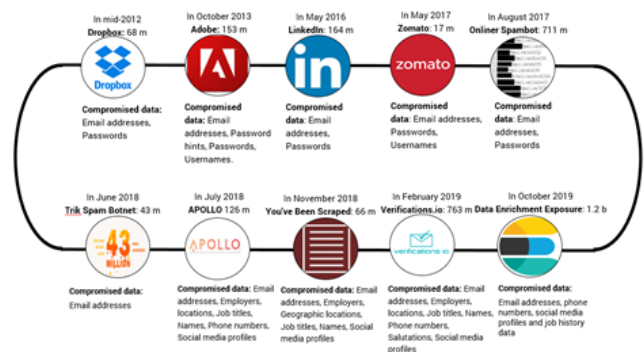 In mid-2012
Dropbox: 68 m
Dropbox
Compromised data:
Email addresses,
Passwords
In October 2013
Adobe: 153 m
Compromised
data: Email
addresses, Password
hints, Passwords,
Usernames.
In May 2016
LinkedIn: 164 m
in
Compromised
data: Email
addresses,
Passwords
In May 2017
Zomato: 17 m
zomato
Compromised
data: Email addresses,
Passwords,
Usernames
In August 2017
Onliner Spambot: 711 m
Compromised
data: Email
addresses,
Passwords
In June 2018
Trik Spam Botnet: 43 m
43
MILLION
Compromised data:
Email addresses
In July 2018
APOLLO 126 m
APOLLO
Compromised data: Email
addresses, Employers,
locations, Job titles,
Names, Phone numbers,
Social media profiles
In November 2018
You've Been Scraped: 66 m
Compromised data: Email
addresses, Employers,
Geographic locations,
Job titles, Names, Social
media profiles
In February 2019
Verifications.io: 763 m
verifications.io
Compromised data: Email
addresses, Employers,
locations, Job titles, Names,
Phone numbers,
Salutations, Social media
profiles
In October 2019
Data Enrichment Exposure: 1.2 b
Compromised data:
Email addresses, phone
numbers, social media
profiles and job history
data